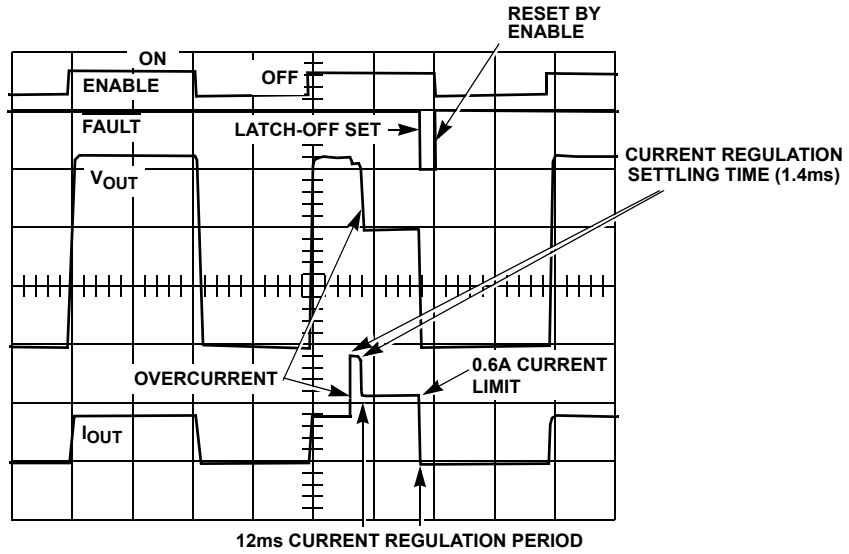 RESET BY
ENABLE
ON
ENABLE
OFF
FAULT
LATCH-OFF SET
CURRENT REGULATION
SETTLING TIME (1.4ms)
VOUT
OVERCURRENT
0.6A CURRENT
LIMIT
IOUT
12ms CURRENT REGULATION PERIOD